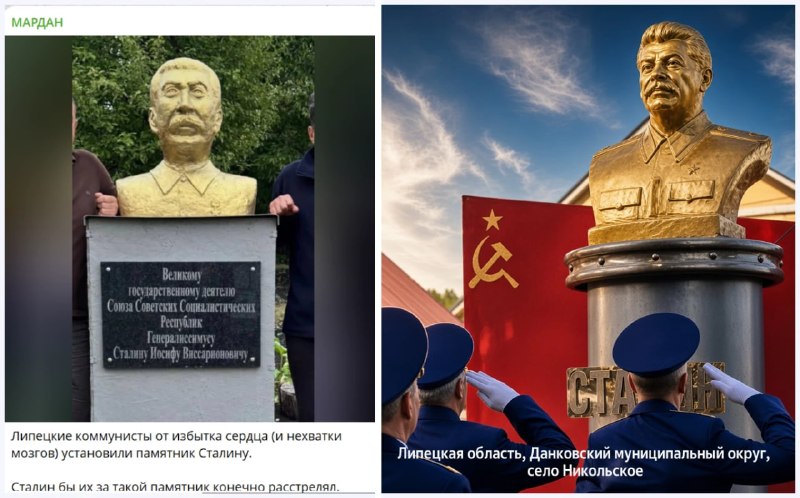 МАРДАН
Великому
государственному деятелю
Союза Советских Социалистических
Республик
Генералиссимусу
Сталину Иосифу Виссарионовичу
Липецкие коммунисты от избытка сердца (и нехватки
мозгов) установили памятник Сталину.
Сталин бы их за такой памятник конечно расстрелял.
СТАЛИН
Липецкая область, Данковский муниципальный округ,
село Никольское